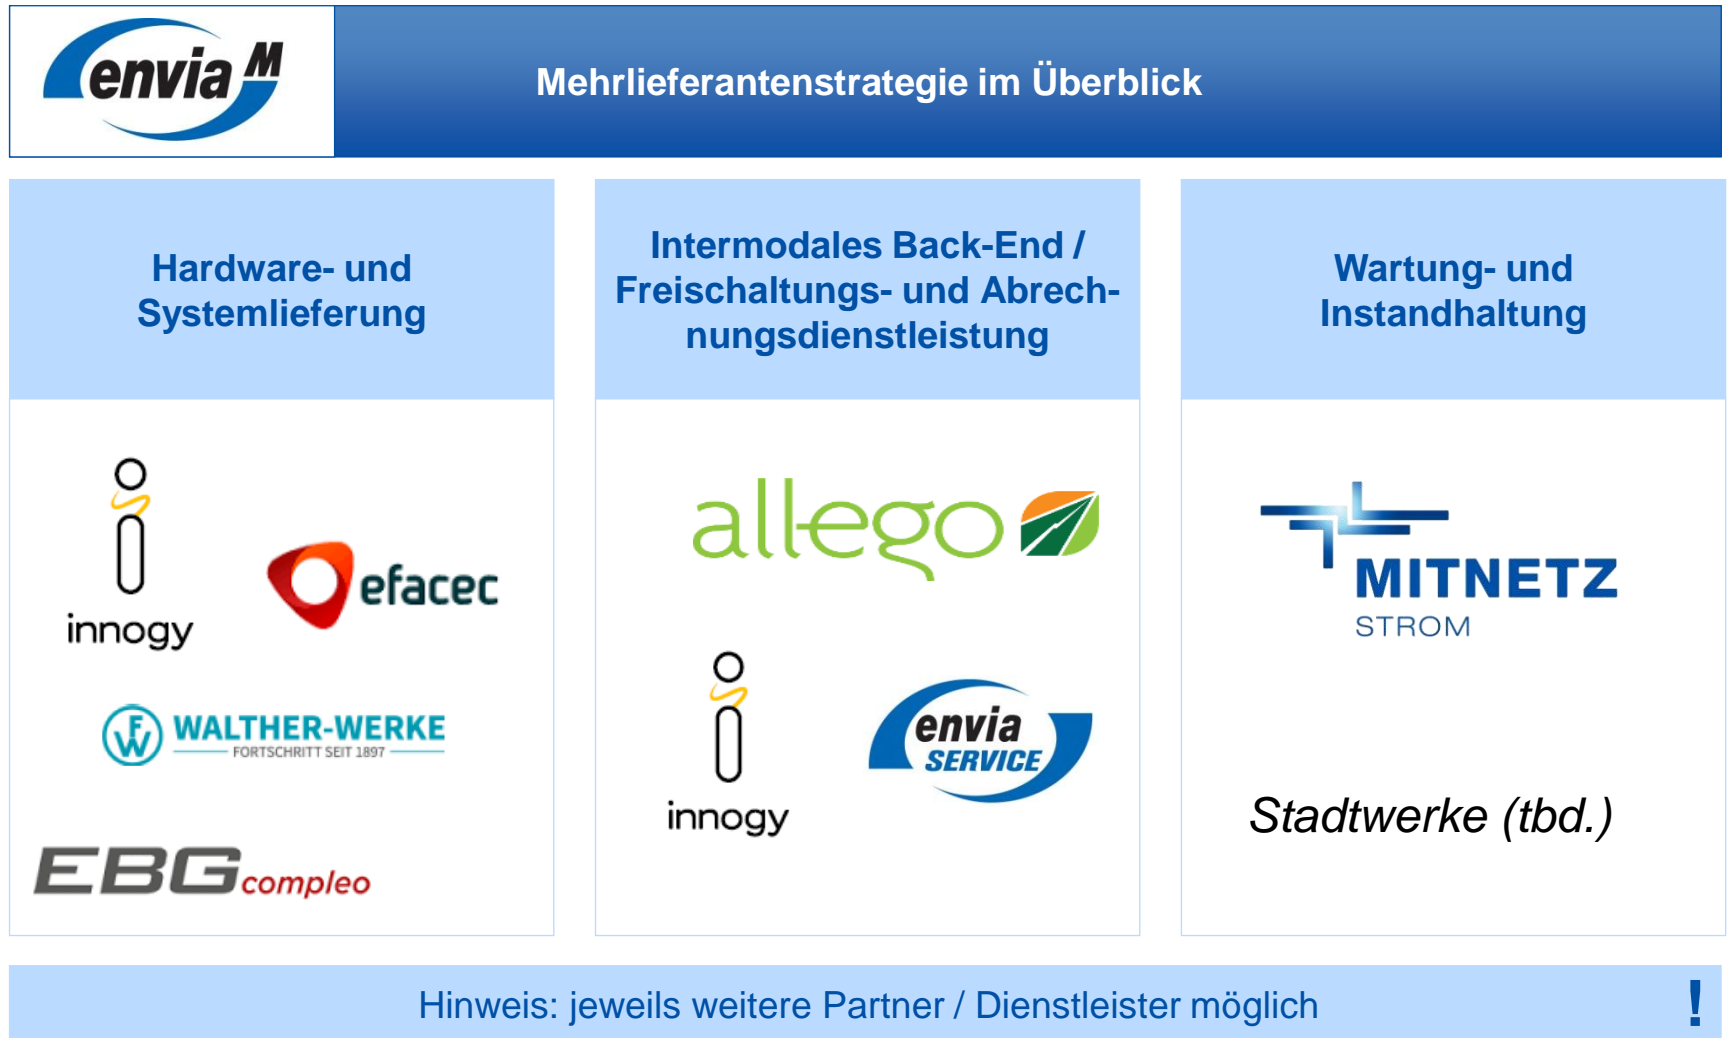 envia M
Mehrlieferantenstrategie im Überblick
Hardware- und
Systemlieferung
innogy
efacec
WALTHER-WERKE
FORTSCHRITT SEIT 1897
EBG compleo
Intermodales Back-End /
Freischaltungs- und Abrech-
nungsdienstleistung
allego
innogy
envia
SERVICE
Wartung- und
Instandhaltung
MITNETZ
STROM
Stadtwerke (tbd.)
Hinweis: jeweils weitere Partner / Dienstleister möglich !